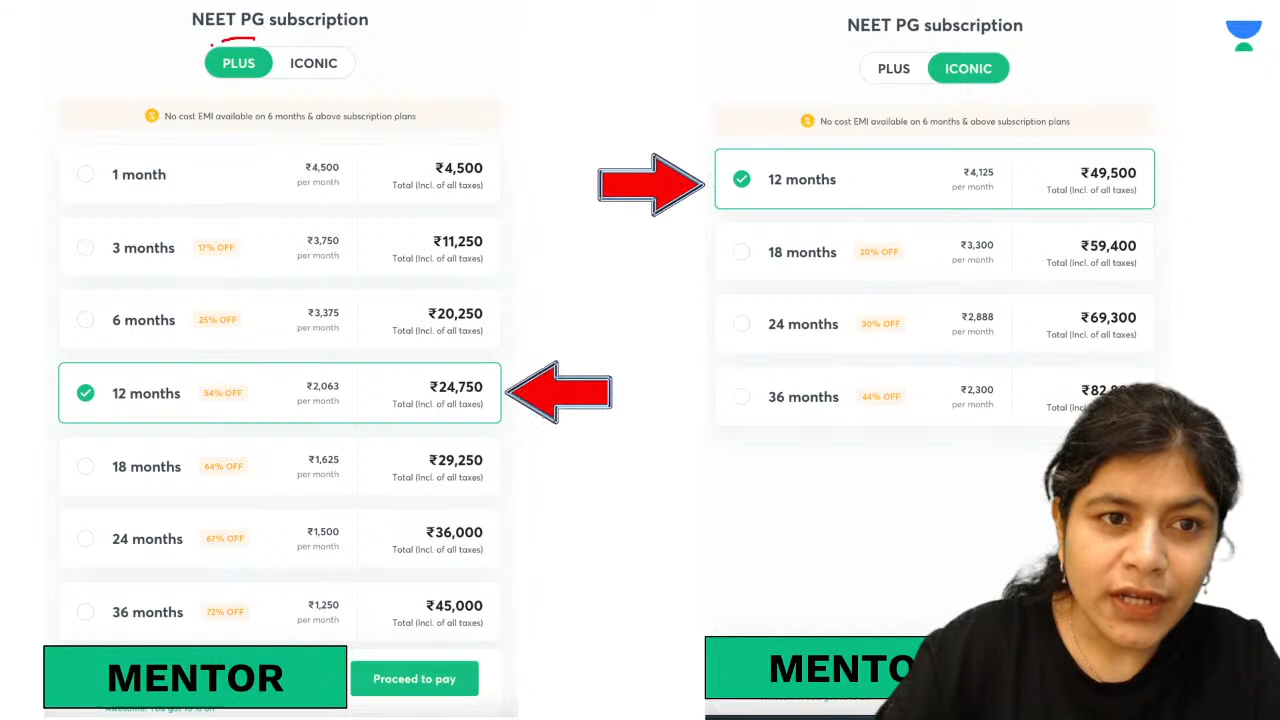 NEET PG subscription
PLUS ICONIC
No cost EMI available on 6 months & above subscription plans
1 month ₹4,500 per month ₹4,500 Total (Incl. of all taxes)
3 months 17% OFF ₹3,750 per month ₹11,250 Total (Incl. of all taxes)
6 months 25% OFF ₹3,375 per month ₹20,250 Total (Incl. of all taxes)
12 months 54% OFF ₹2,063 per month ₹24,750 Total (Incl. of all taxes)
18 months 64% OFF ₹1,625 per month ₹29,250 Total (Incl. of all taxes)
24 months 67% OFF ₹1,500 per month ₹36,000 Total (Incl. of all taxes)
36 months 72% OFF ₹1,250 per month ₹45,000 Total (Incl. of all taxes)
MENTOR Proceed to pay
NEET PG subscription
PLUS ICONIC
No cost EMI available on 6 months & above subscription plans
12 months ₹4,125 per month ₹49,500 Total (Incl. of all taxes)
18 months 20% OFF ₹3,300 per month ₹59,400 Total (Incl. of all taxes)
24 months 30% OFF ₹2,888 per month ₹69,300 Total (Incl. of all taxes)
36 months 44% OFF ₹2,300 per month Total
MENTO